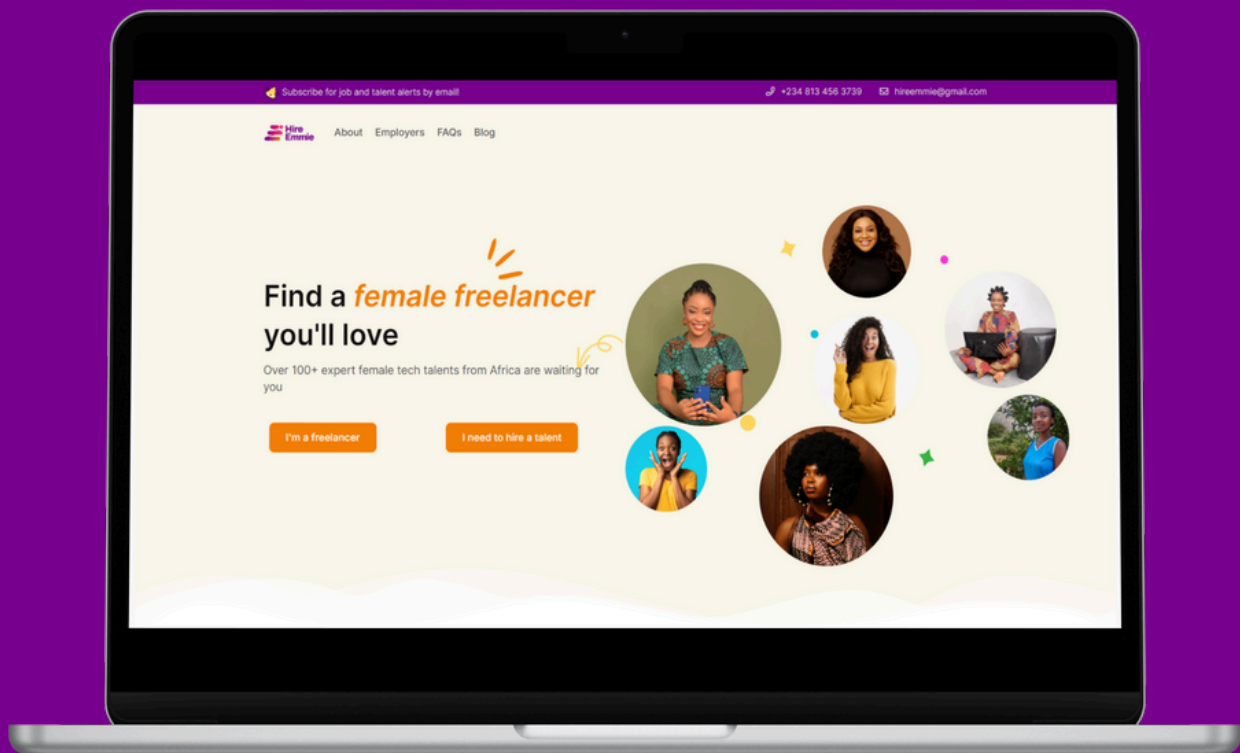 Subscribe for job and talent alerts by email!
+234 813 456 3739
hireemmie@gmail.com
Hire
Emmie
About
Employers
FAQs
Blog
Find a female freelancer
you'll love
Over 100+ expert female tech talents from Africa are waiting for
you
I'm a freelancer
I need to hire a talent